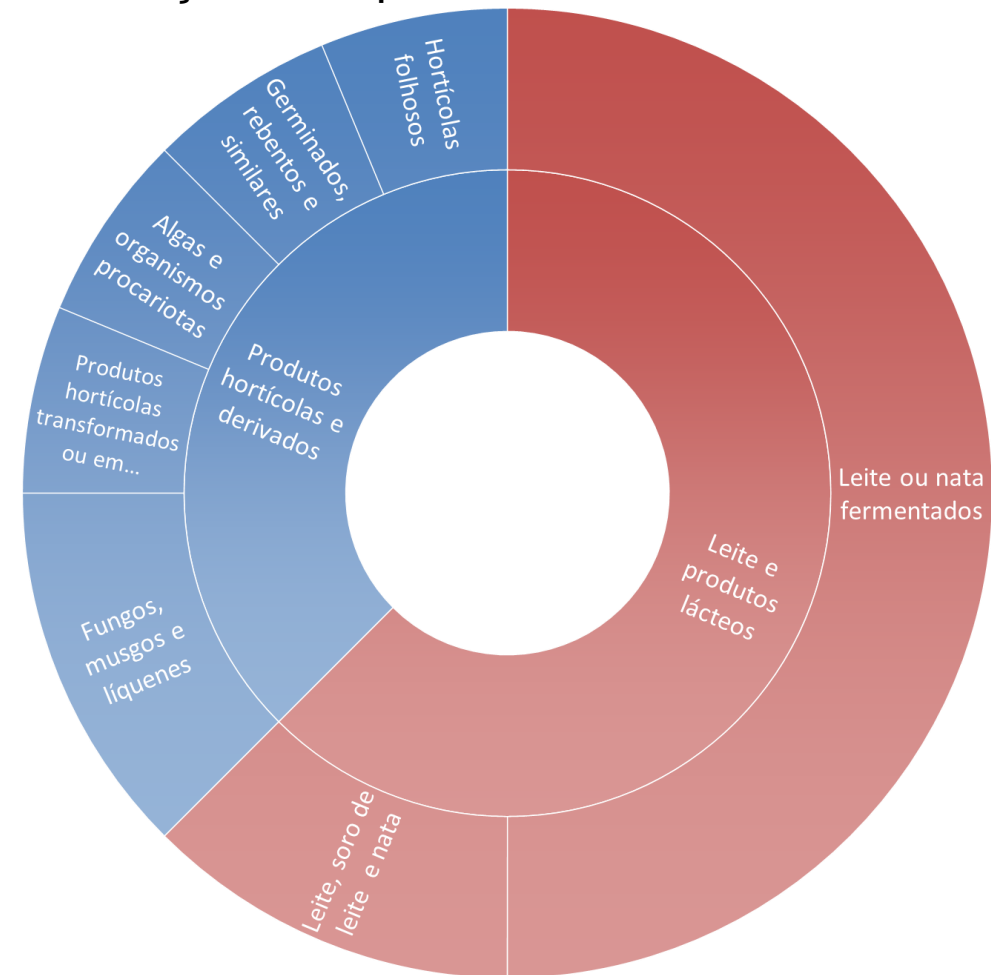 Hortícolas
folhosos
Germinados,
rebentos e
similares
Algas e
organismos
procariotas
Produtos
hortícolas
transformados
ou em...
Fungos,
musgos e
líquenes
Produtos
hortícolas e
derivados
Leite e
produtos
lácteos
Leite ou nata
fermentados
Leite, soro de
leite e nata